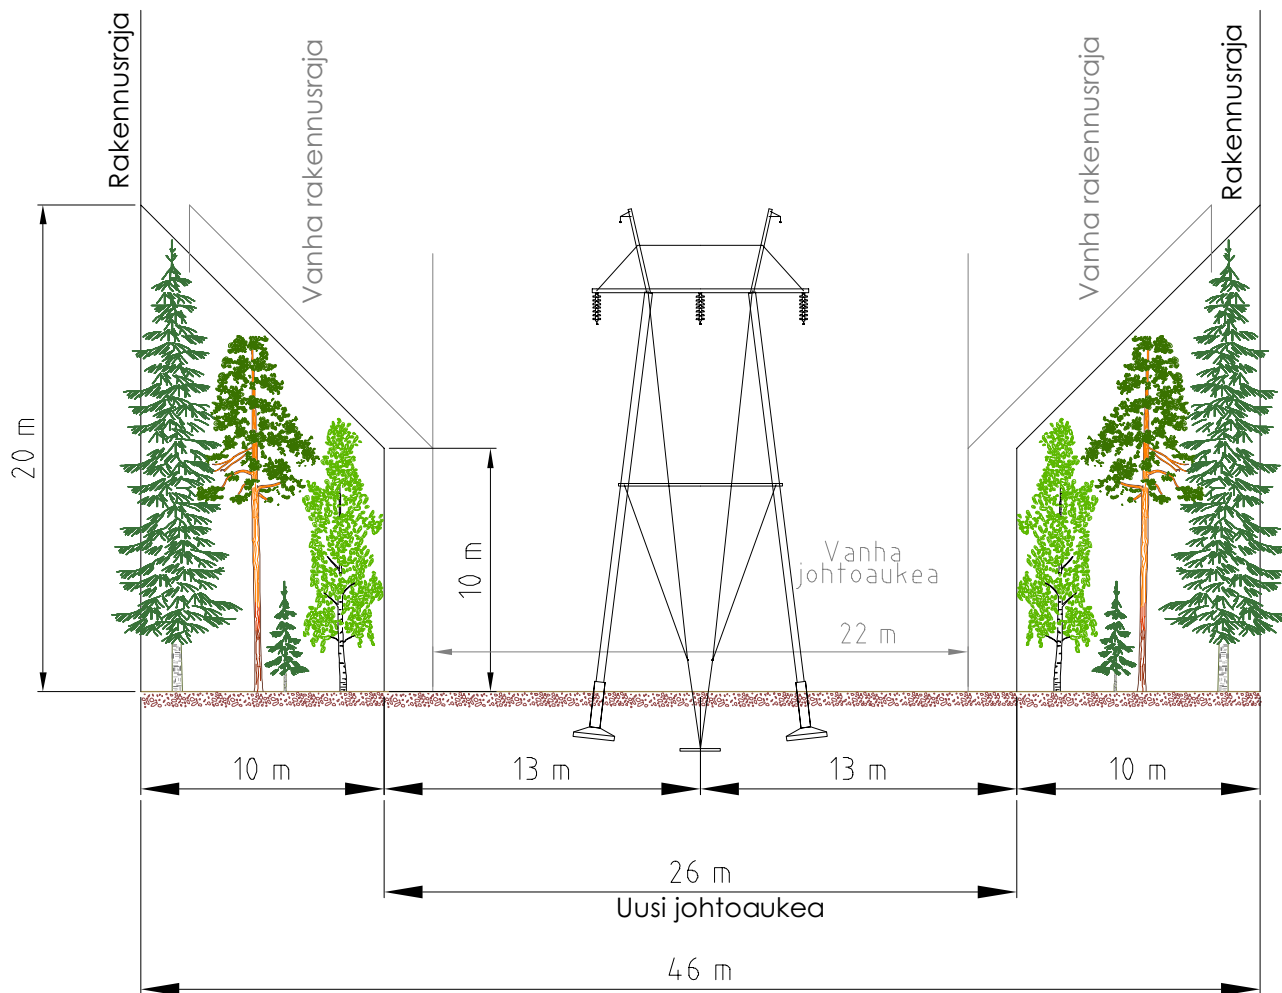 Rakennusraja
Vanha rakennusraja
Vanha rakennusraja
Rakennusraja
20 m
10 m
Vanha
johtoaukea
22 m
10 m
13 m
13 m
10 m
26 m
Uusi johtoaukea
46 m